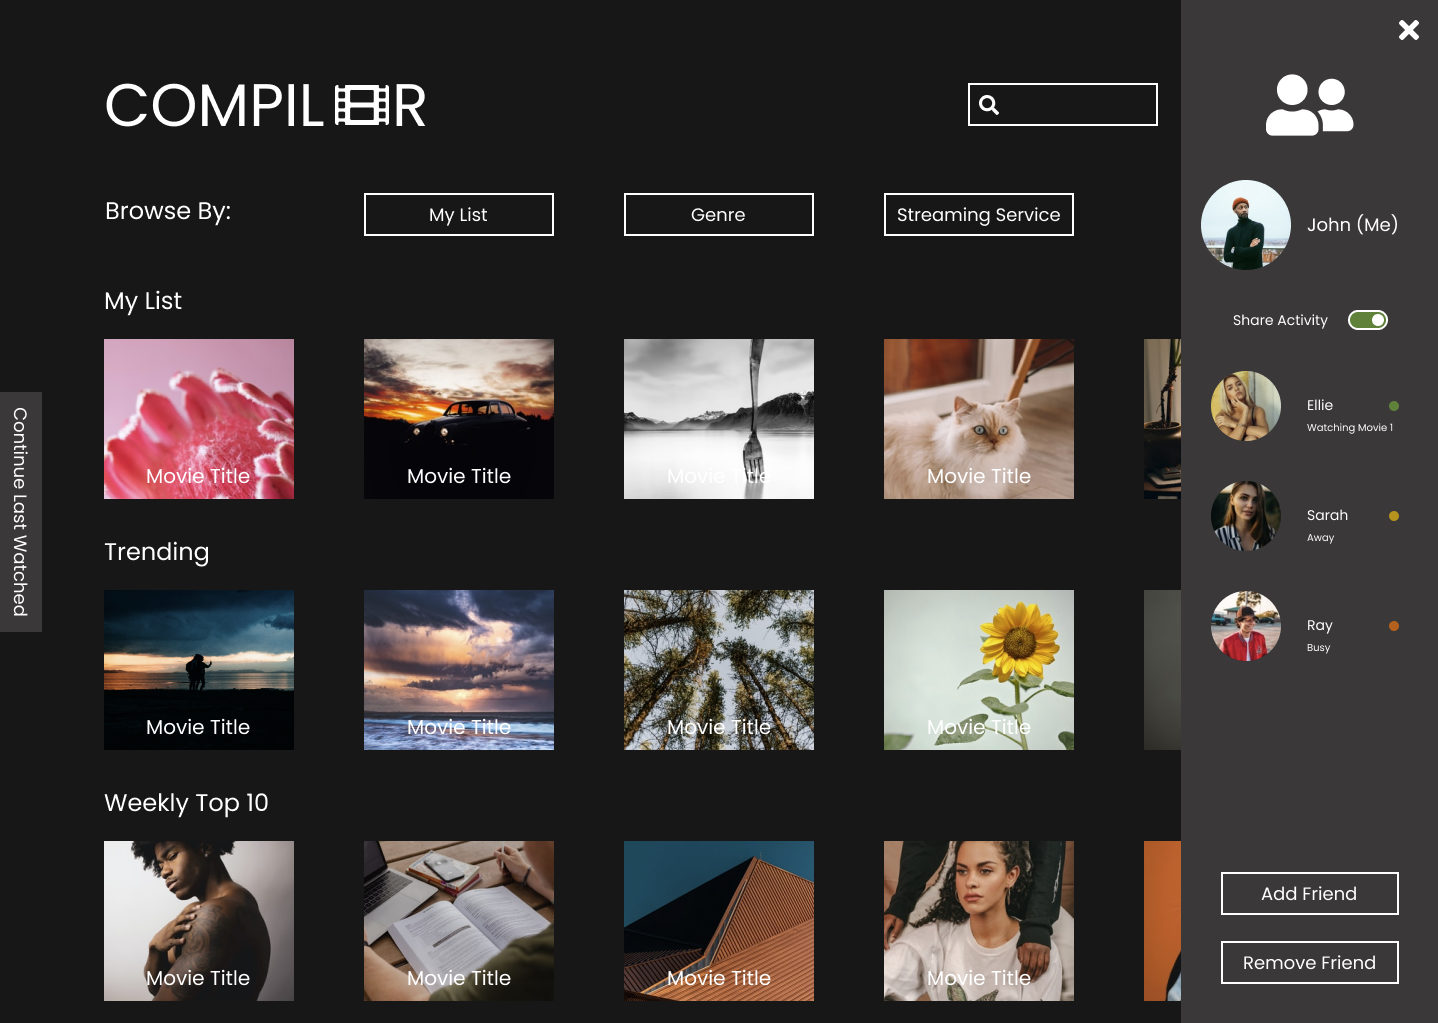 COMPILER
Browse By:
My List
Genre
Streaming Service
My List
Movie Title
Movie Title
Movie Title
Movie Title
Trending
Movie Title
Movie Title
Movie Title
Movie Title
Weekly Top 10
Movie Title
Movie Title
Movie Title
Movie Title
Continue Last Watched
John (Me)
Share Activity
Ellie
Watching Movie 1
Sarah
Away
Ray
Busy
Add Friend
Remove Friend